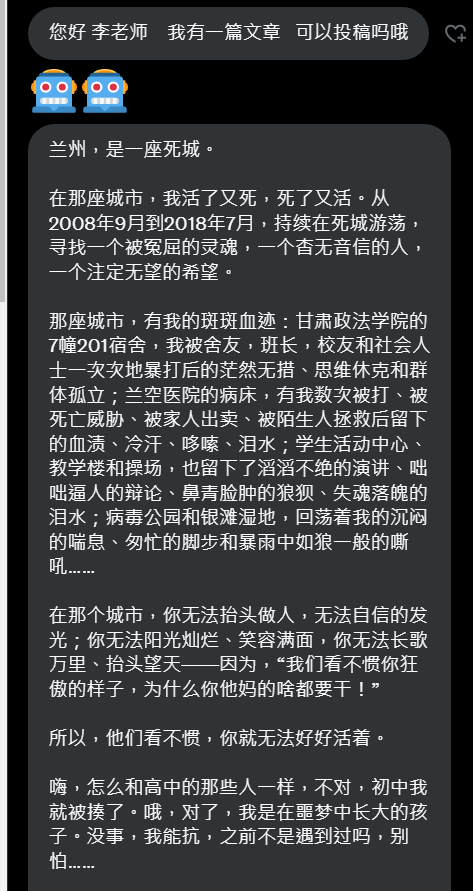 您好 李老师　我有一篇文章　可以投稿吗哦
兰州，是一座死城。
在那座城市，我活了又死，死了又活。从
2008年9月到2018年7月，持续在死城游荡，
寻找一个被冤屈的灵魂，一个杳无音信的人，
一个注定无望的希望。
那座城市，有我的斑斑血迹：甘肃政法学院的
7幢201宿舍，我被舍友，班长，校友和社会人
士一次次地暴打后的茫然无措、思维休克和群
体孤立；兰空医院的病床，有我数次被打、被
死亡威胁、被家人出卖、被陌生人拯救后留下
的血渍、冷汗、哆嗦、泪水；学生活动中心、
教学楼和操场，也留下了滔滔不绝的演讲、咄
咄逼人的辩论、鼻青脸肿的狼狈、失魂落魄的
泪水；病毒公园和银滩湿地，回荡着我的沉闷
的喘息、匆忙的脚步和暴雨中如狼一般的嘶
吼……
在那个城市，你无法抬头做人，无法自信的发
光；你无法阳光灿烂、笑容满面，你无法长歌
万里、抬头望天——因为，“我们看不惯你狂
傲的样子，为什么你他妈的啥都要干！”
所以，他们看不惯，你就无法好好活着。
嗨，怎么和高中的那些人一样，不对，初中我
就被揍了。哦，对了，我是在噩梦中长大的孩
子。没事，我能抗，之前不是遇到过吗，别
怕……